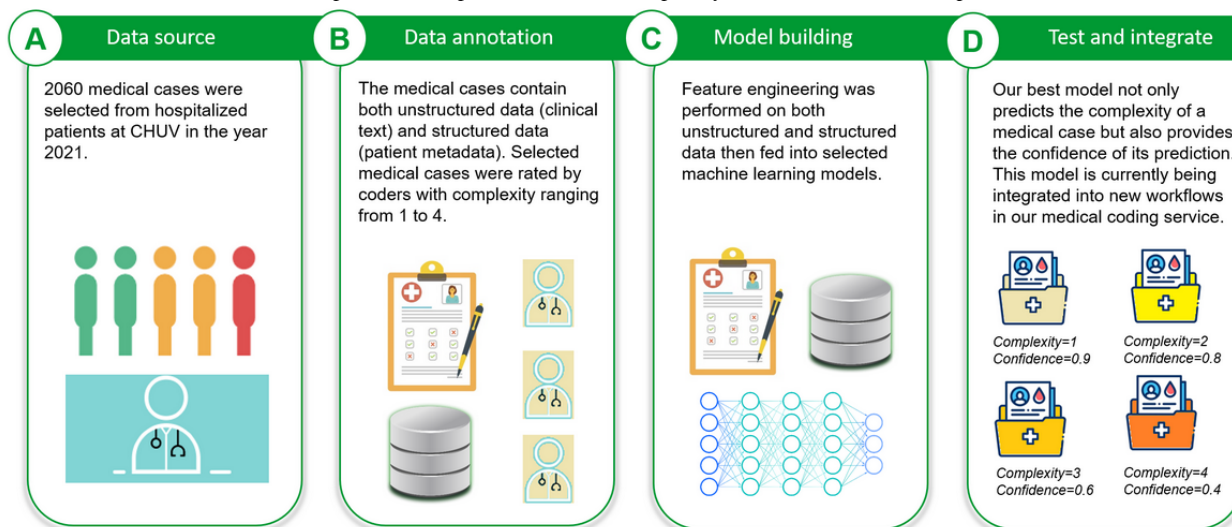 A
Data source
B
Data annotation
C
Model building
D
Test and integrate
2060 medical cases were
selected from hospitalized
patients at CHUV in the year
2021.
The medical cases contain
both unstructured data (clinical
text) and structured data
(patient metadata). Selected
medical cases were rated by
coders with complexity ranging
from 1 to 4.
Feature engineering was
performed on both
unstructured and structured
data then fed into selected
machine learning models.
Our best model not only
predicts the complexity of a
medical case but also provides
the confidence of its prediction.
This model is currently being
integrated into new workflows
in our medical coding service.
Complexity=1
Confidence=0.9
Complexity=2
Confidence=0.8
Complexity=3
Confidence=0.6
Complexity=4
Confidence=0.4